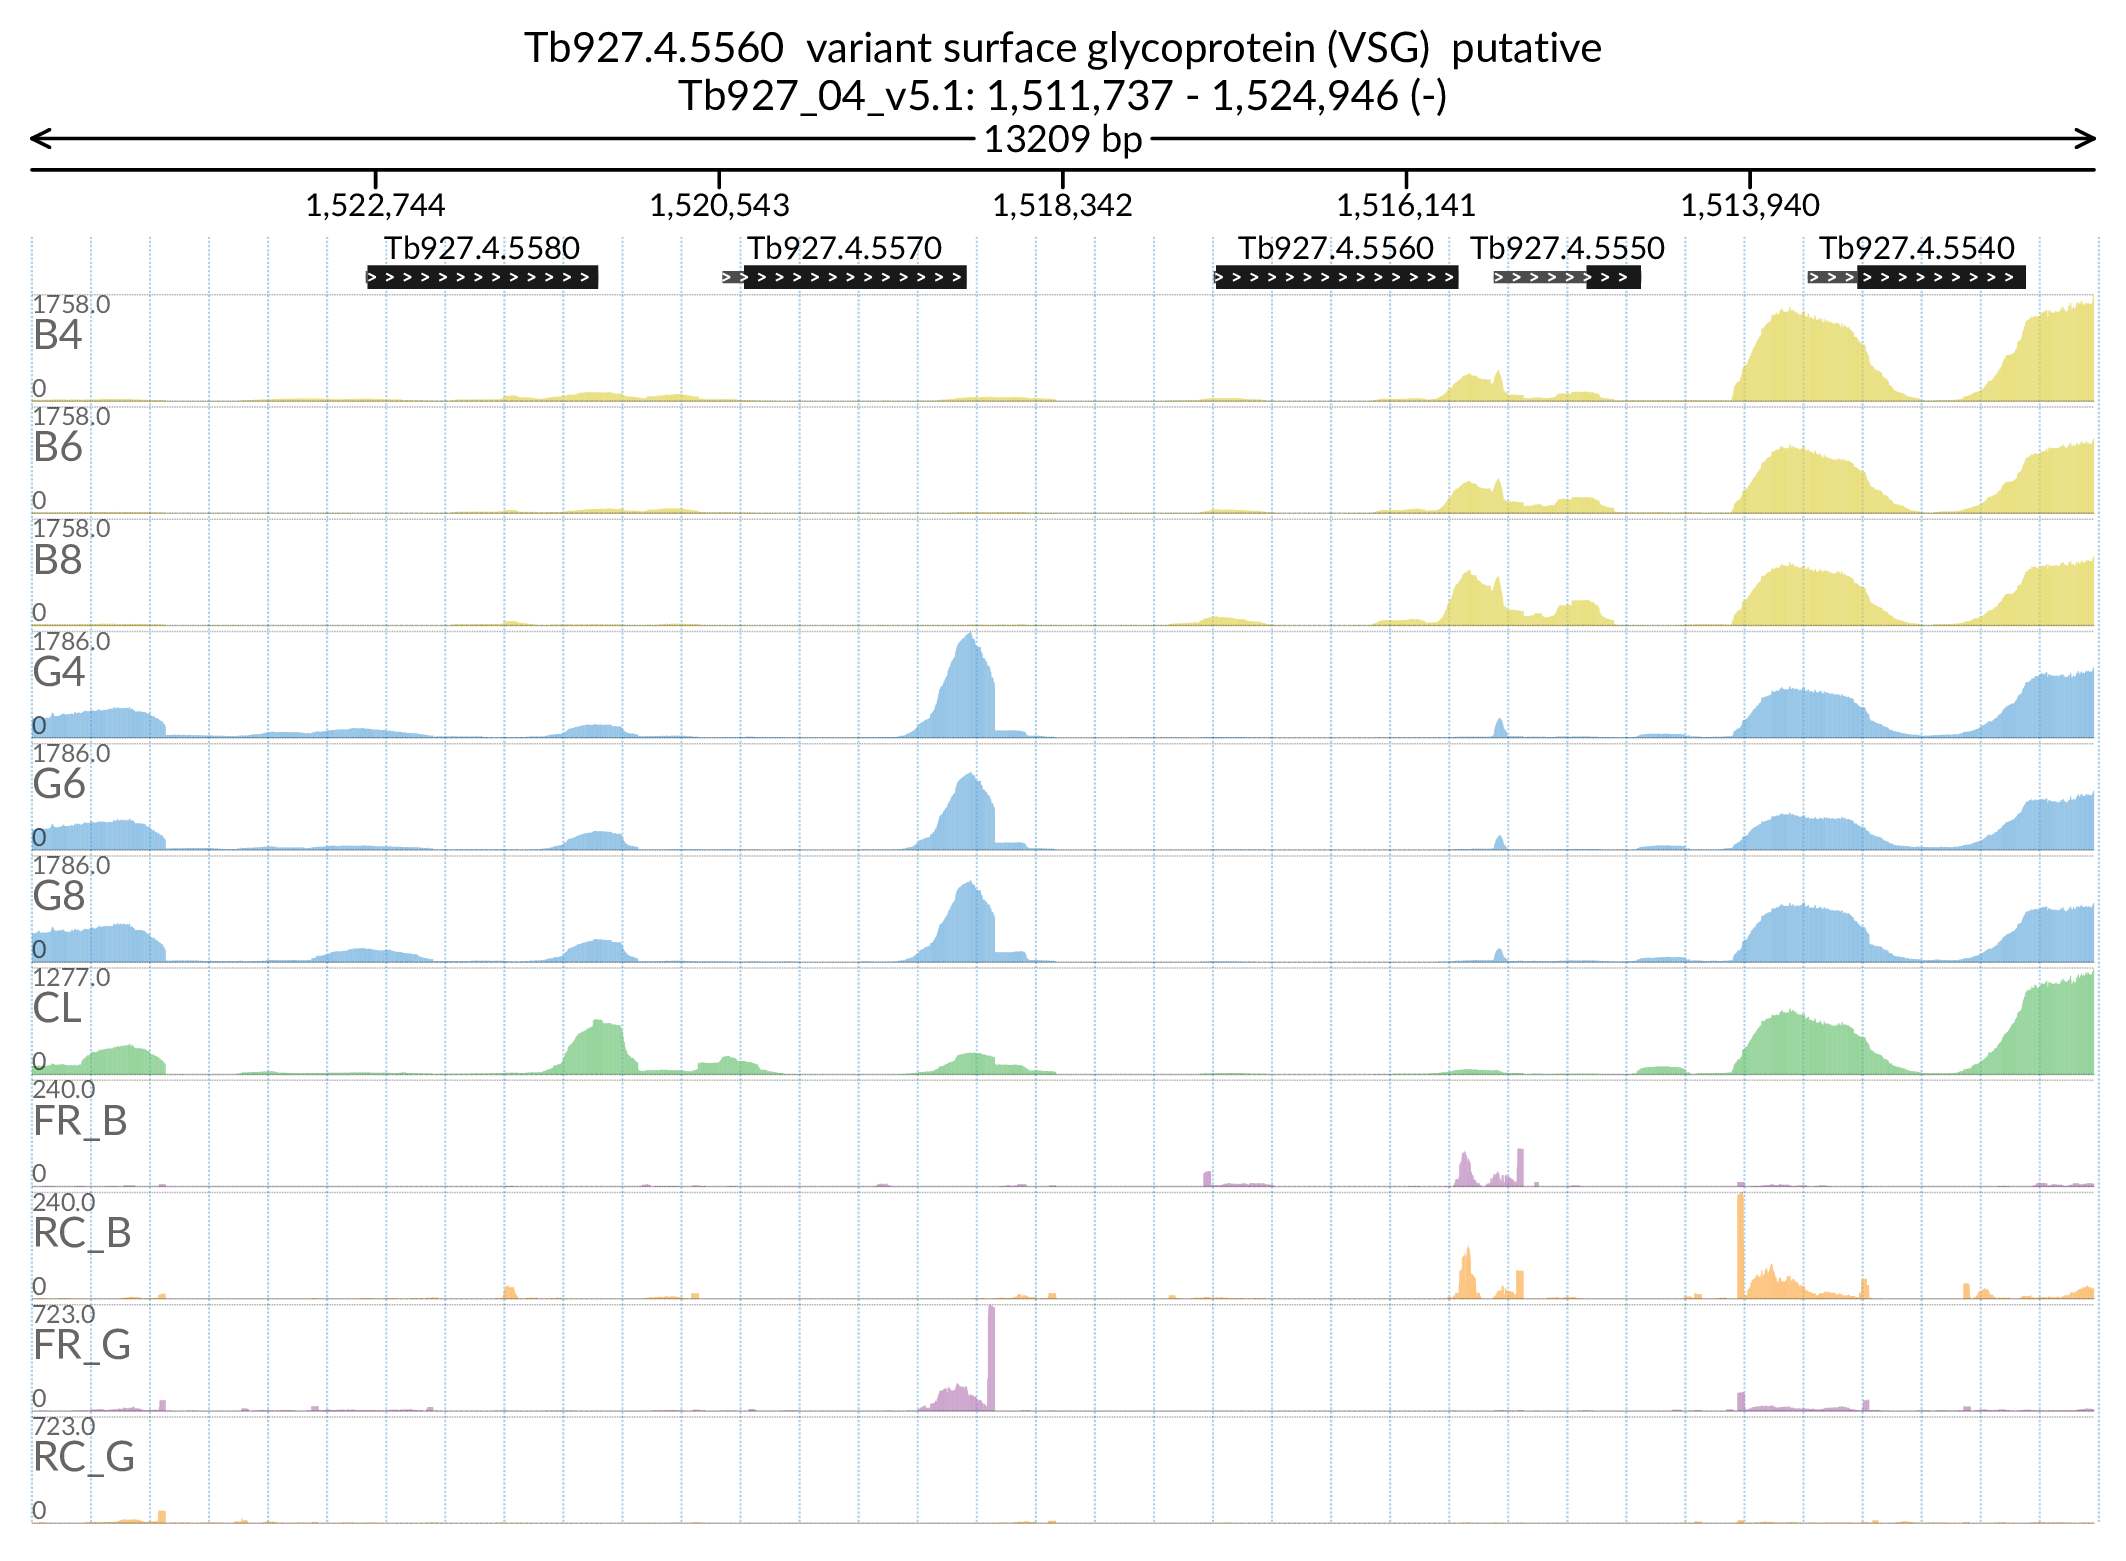 Tb927.4.5560  variant surface glycoprotein (VSG)  putative
Tb927_04_v5.1: 1,511,737 - 1,524,946 (-)
13209 bp
1,522,744 1,520,543 1,518,342 1,516,141 1,513,940
Tb927.4.5580 Tb927.4.5570 Tb927.4.5560 Tb927.4.5550 Tb927.4.5540
1758.0
B4
0
1758.0
B6
0
1758.0
B8
0
1786.0
G4
0
1786.0
G6
0
1786.0
G8
0
1277.0
CL
0
240.0
FR_B
0
240.0
RC_B
0
723.0
FR_G
0
723.0
RC_G
0